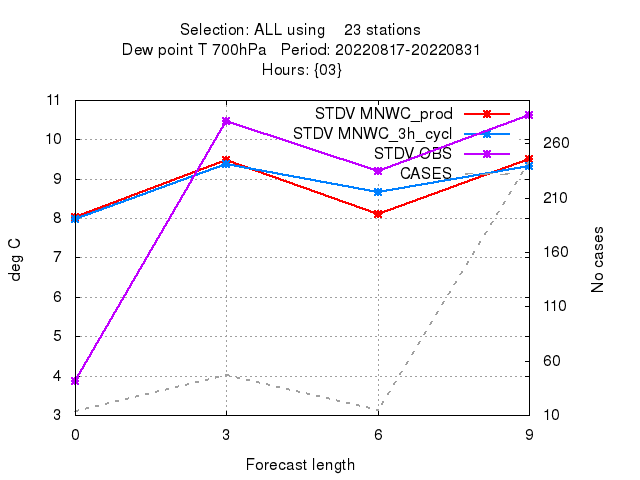 Selection: ALL using 23 stations
Dew point T 700hPa Period: 20220817-20220831
Hours: {03}
STDV MNWC_prod
STDV MNWC_3h_cycl
STDV OBS
CASES
11
10
9
8
7
6
5
4
3
deg C
260
210
160
110
60
10
No cases
0 3 6 9
Forecast length